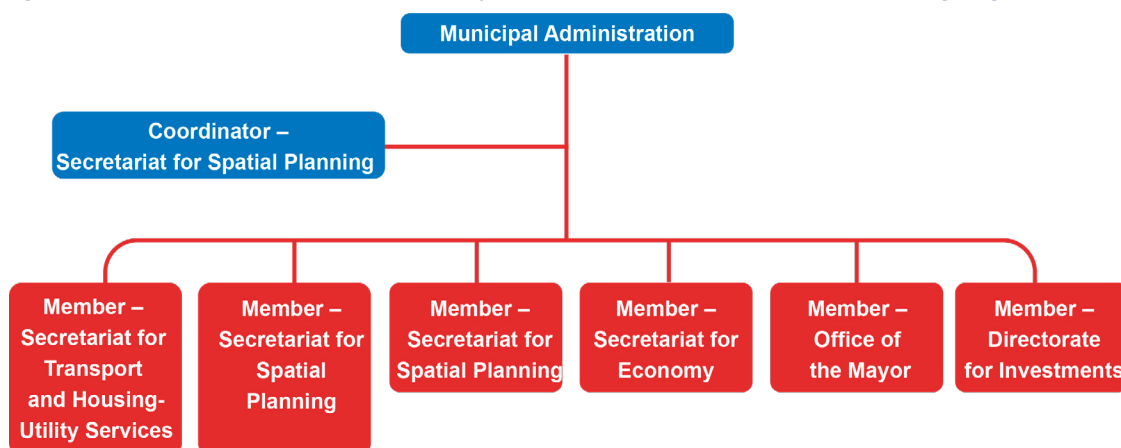 Municipal Administration
Coordinator –
Secretariat for Spatial Planning
Member –
Secretariat for
Transport
and Housing-
Utility Services
Member –
Secretariat for
Spatial
Planning
Member –
Secretariat for
Spatial Planning
Member –
Secretariat for
Economy
Member –
Office of
the Mayor
Member –
Directorate
for Investments